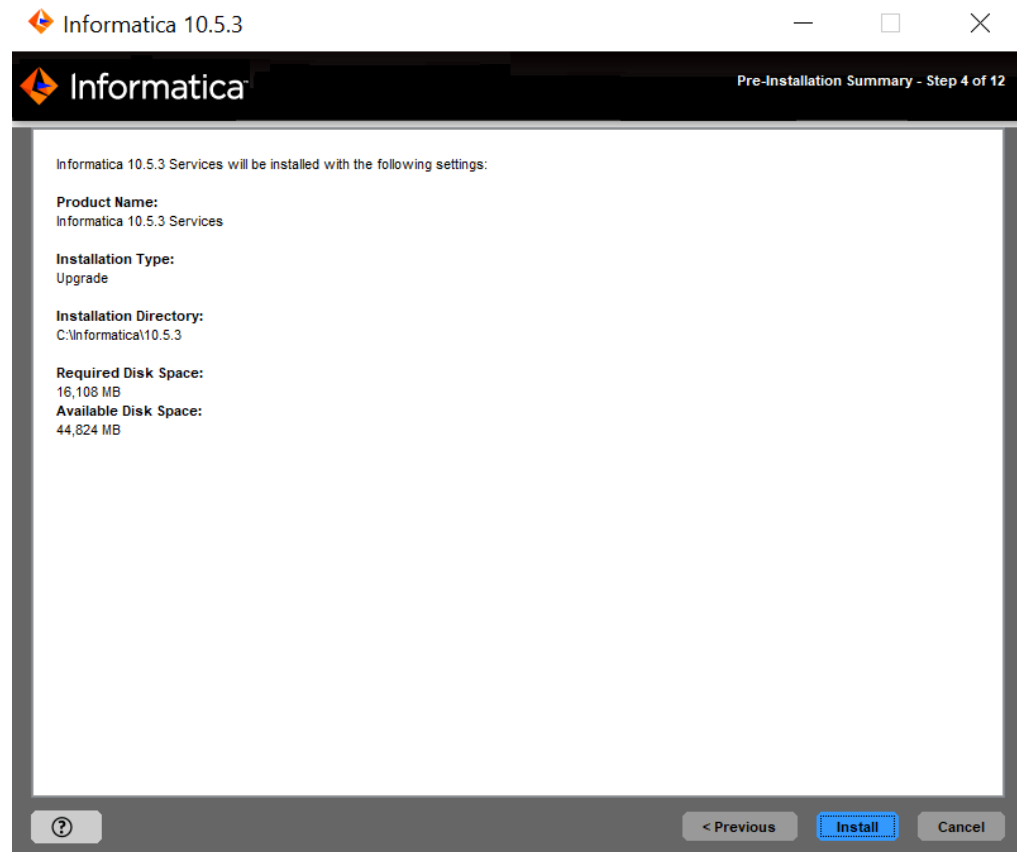 Informatica 10.5.3
Informatica
Pre-Installation Summary - Step 4 of 12
Informatica 10.5.3 Services will be installed with the following settings:
Product Name:
Informatica 10.5.3 Services
Installation Type:
Upgrade
Installation Directory:
C:\Informatica\10.5.3
Required Disk Space:
16,108 MB
Available Disk Space:
44,824 MB
?
< Previous
Install
Cancel